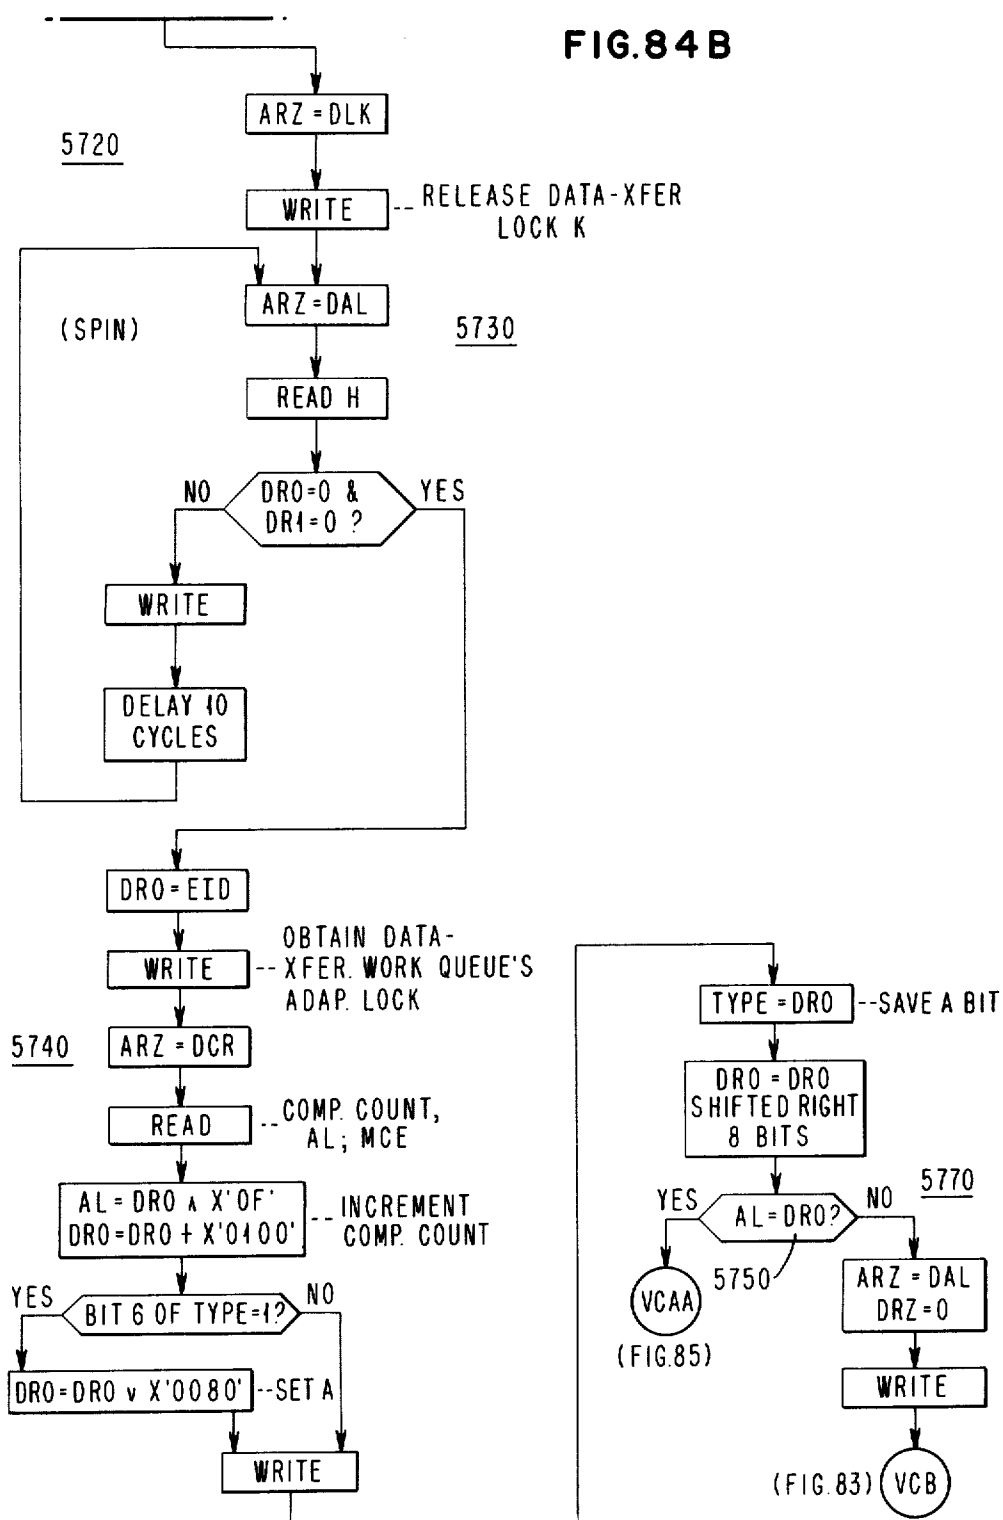 FIG.84B
ARZ=DLK
5720
WRITE
--RELEASE DATA-XFER
LOCK K
ARZ=DAL
(SPIN)
5730
READ H
NO
DR0=0 &
DR1=0 ?
YES
WRITE
DELAY 10
CYCLES
DR0=EID
WRITE
--OBTAIN DATA-
XFER. WORK QUEUE'S
ADAP. LOCK
5740
ARZ=DCR
READ
--COMP. COUNT,
AL; MCE
AL=DR0 ∧ X'0F'
DR0=DR0 + X'0100'
--INCREMENT
COMP. COUNT
YES
BIT 6 OF TYPE=1?
NO
DR0=DR0 v X'0080'
--SET A
WRITE
TYPE=DR0
--SAVE A BIT
DR0=DR0
SHIFTED RIGHT
8 BITS
5770
YES
AL=DR0?
NO
5750
VCAA
(FIG.85)
ARZ=DAL
DRZ=0
WRITE
(FIG.83)
VCB